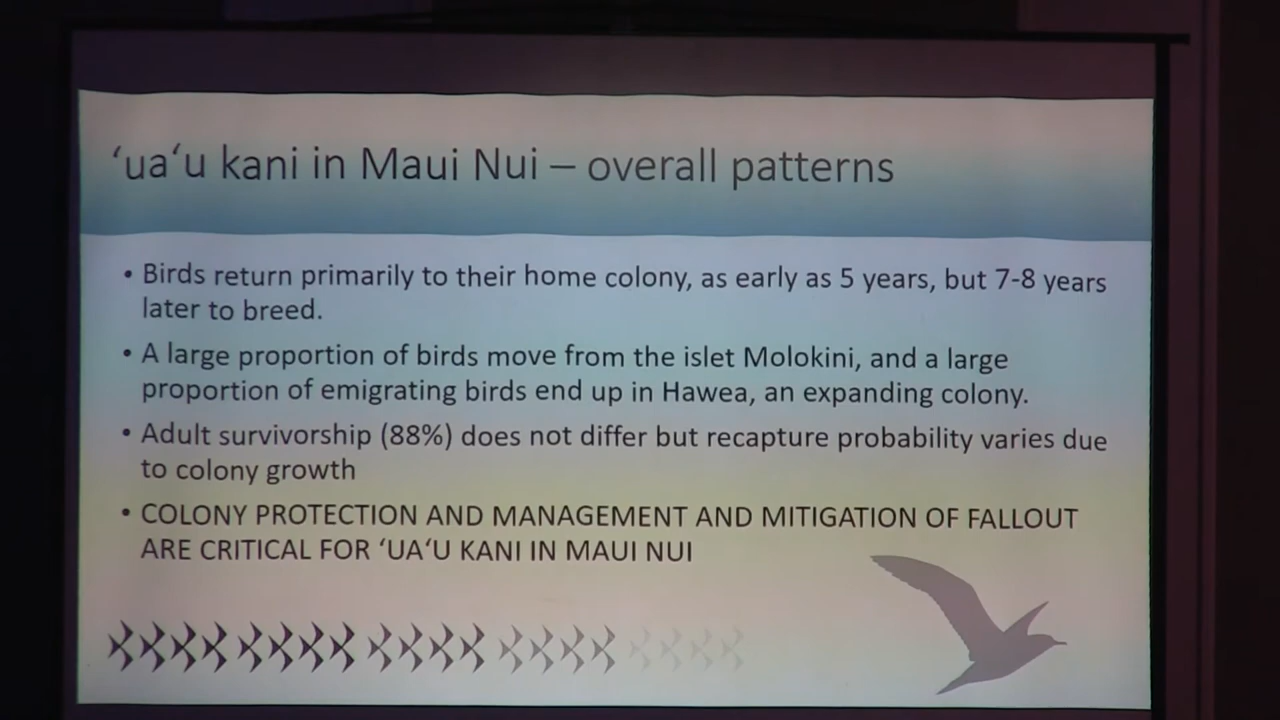 ʻuaʻu kani in Maui Nui – overall patterns
• Birds return primarily to their home colony, as early as 5 years, but 7-8 years
later to breed.
• A large proportion of birds move from the islet Molokini, and a large
proportion of emigrating birds end up in Hawea, an expanding colony.
• Adult survivorship (88%) does not differ but recapture probability varies due
to colony growth
• COLONY PROTECTION AND MANAGEMENT AND MITIGATION OF FALLOUT
ARE CRITICAL FOR ʻUAʻU KANI IN MAUI NUI